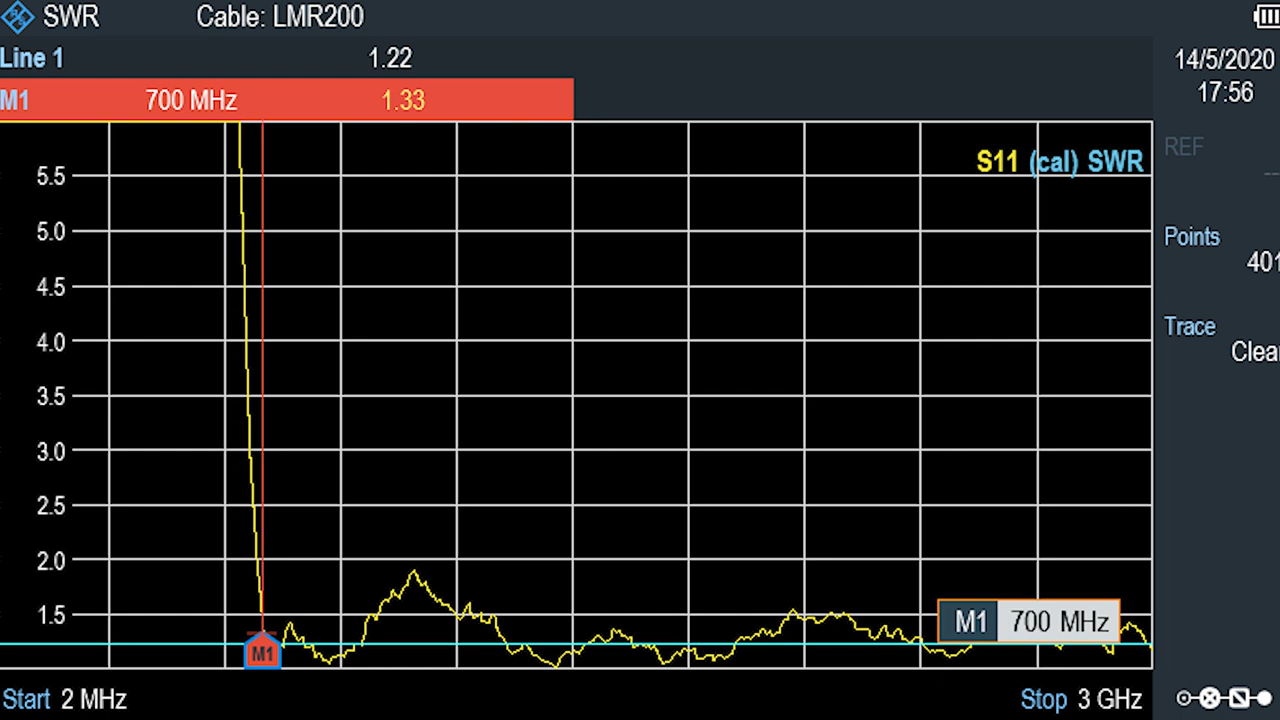 SWR Cable: LMR200
Line 1 1.22
M1 700 MHz 1.33
14/5/2020
17:56
REF
S11 (cal) SWR
5.5
5.0
Points
401
4.5
4.0
Trace
Clea
3.5
3.0
2.5
2.0
1.5
M1 700 MHz
M1
Start 2 MHz Stop 3 GHz